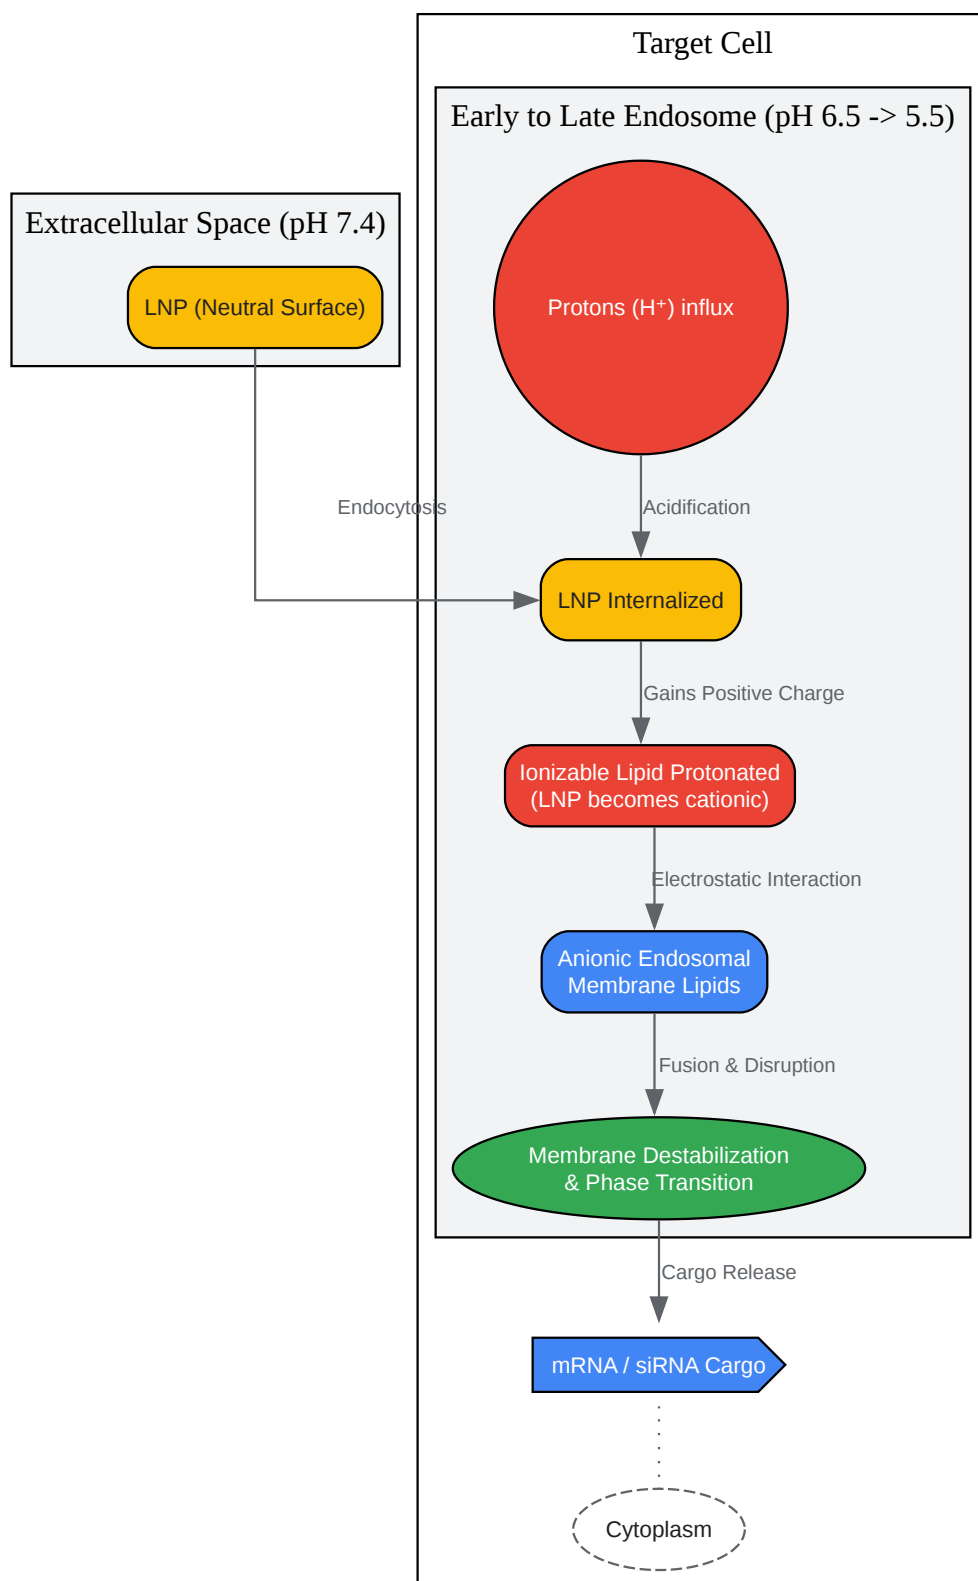 Target Cell
Early to Late Endosome (pH 6.5 -> 5.5)
Extracellular Space (pH 7.4)
LNP (Neutral Surface)
Protons (H⁺) influx
Endocytosis
Acidification
LNP Internalized
Gains Positive Charge
Ionizable Lipid Protonated
(LNP becomes cationic)
Electrostatic Interaction
Anionic Endosomal
Membrane Lipids
Fusion & Disruption
Membrane Destabilization
& Phase Transition
Cargo Release
mRNA / siRNA Cargo
Cytoplasm